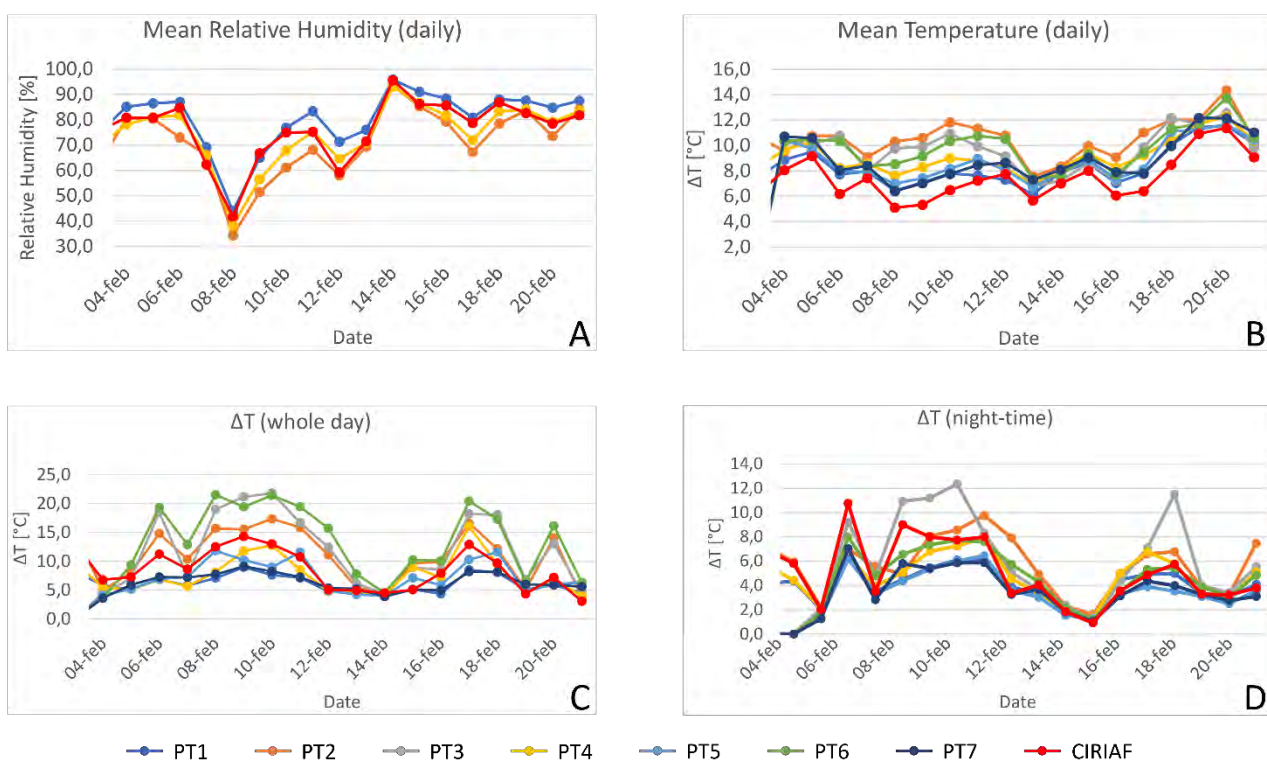 Mean Relative Humidity (daily)
Relative Humidity [%]
100,0
90,0
80,0
70,0
60,0
50,0
40,0
30,0
04-feb
06-feb
08-feb
10-feb
12-feb
14-feb
16-feb
18-feb
20-feb
Date
A
Mean Temperature (daily)
ΔT [°C]
16,0
14,0
12,0
10,0
8,0
6,0
4,0
2,0
04-feb
06-feb
08-feb
10-feb
12-feb
14-feb
16-feb
18-feb
20-feb
Date
B
ΔT (whole day)
ΔT [°C]
25,0
20,0
15,0
10,0
5,0
0,0
04-feb
06-feb
08-feb
10-feb
12-feb
14-feb
16-feb
18-feb
20-feb
Date
C
ΔT (night-time)
ΔT [°C]
14,0
12,0
10,0
8,0
6,0
4,0
2,0
0,0
04-feb
06-feb
08-feb
10-feb
12-feb
14-feb
16-feb
18-feb
20-feb
Date
D
PT1 PT2 PT3 PT4 PT5 PT6 PT7 CIRIAF